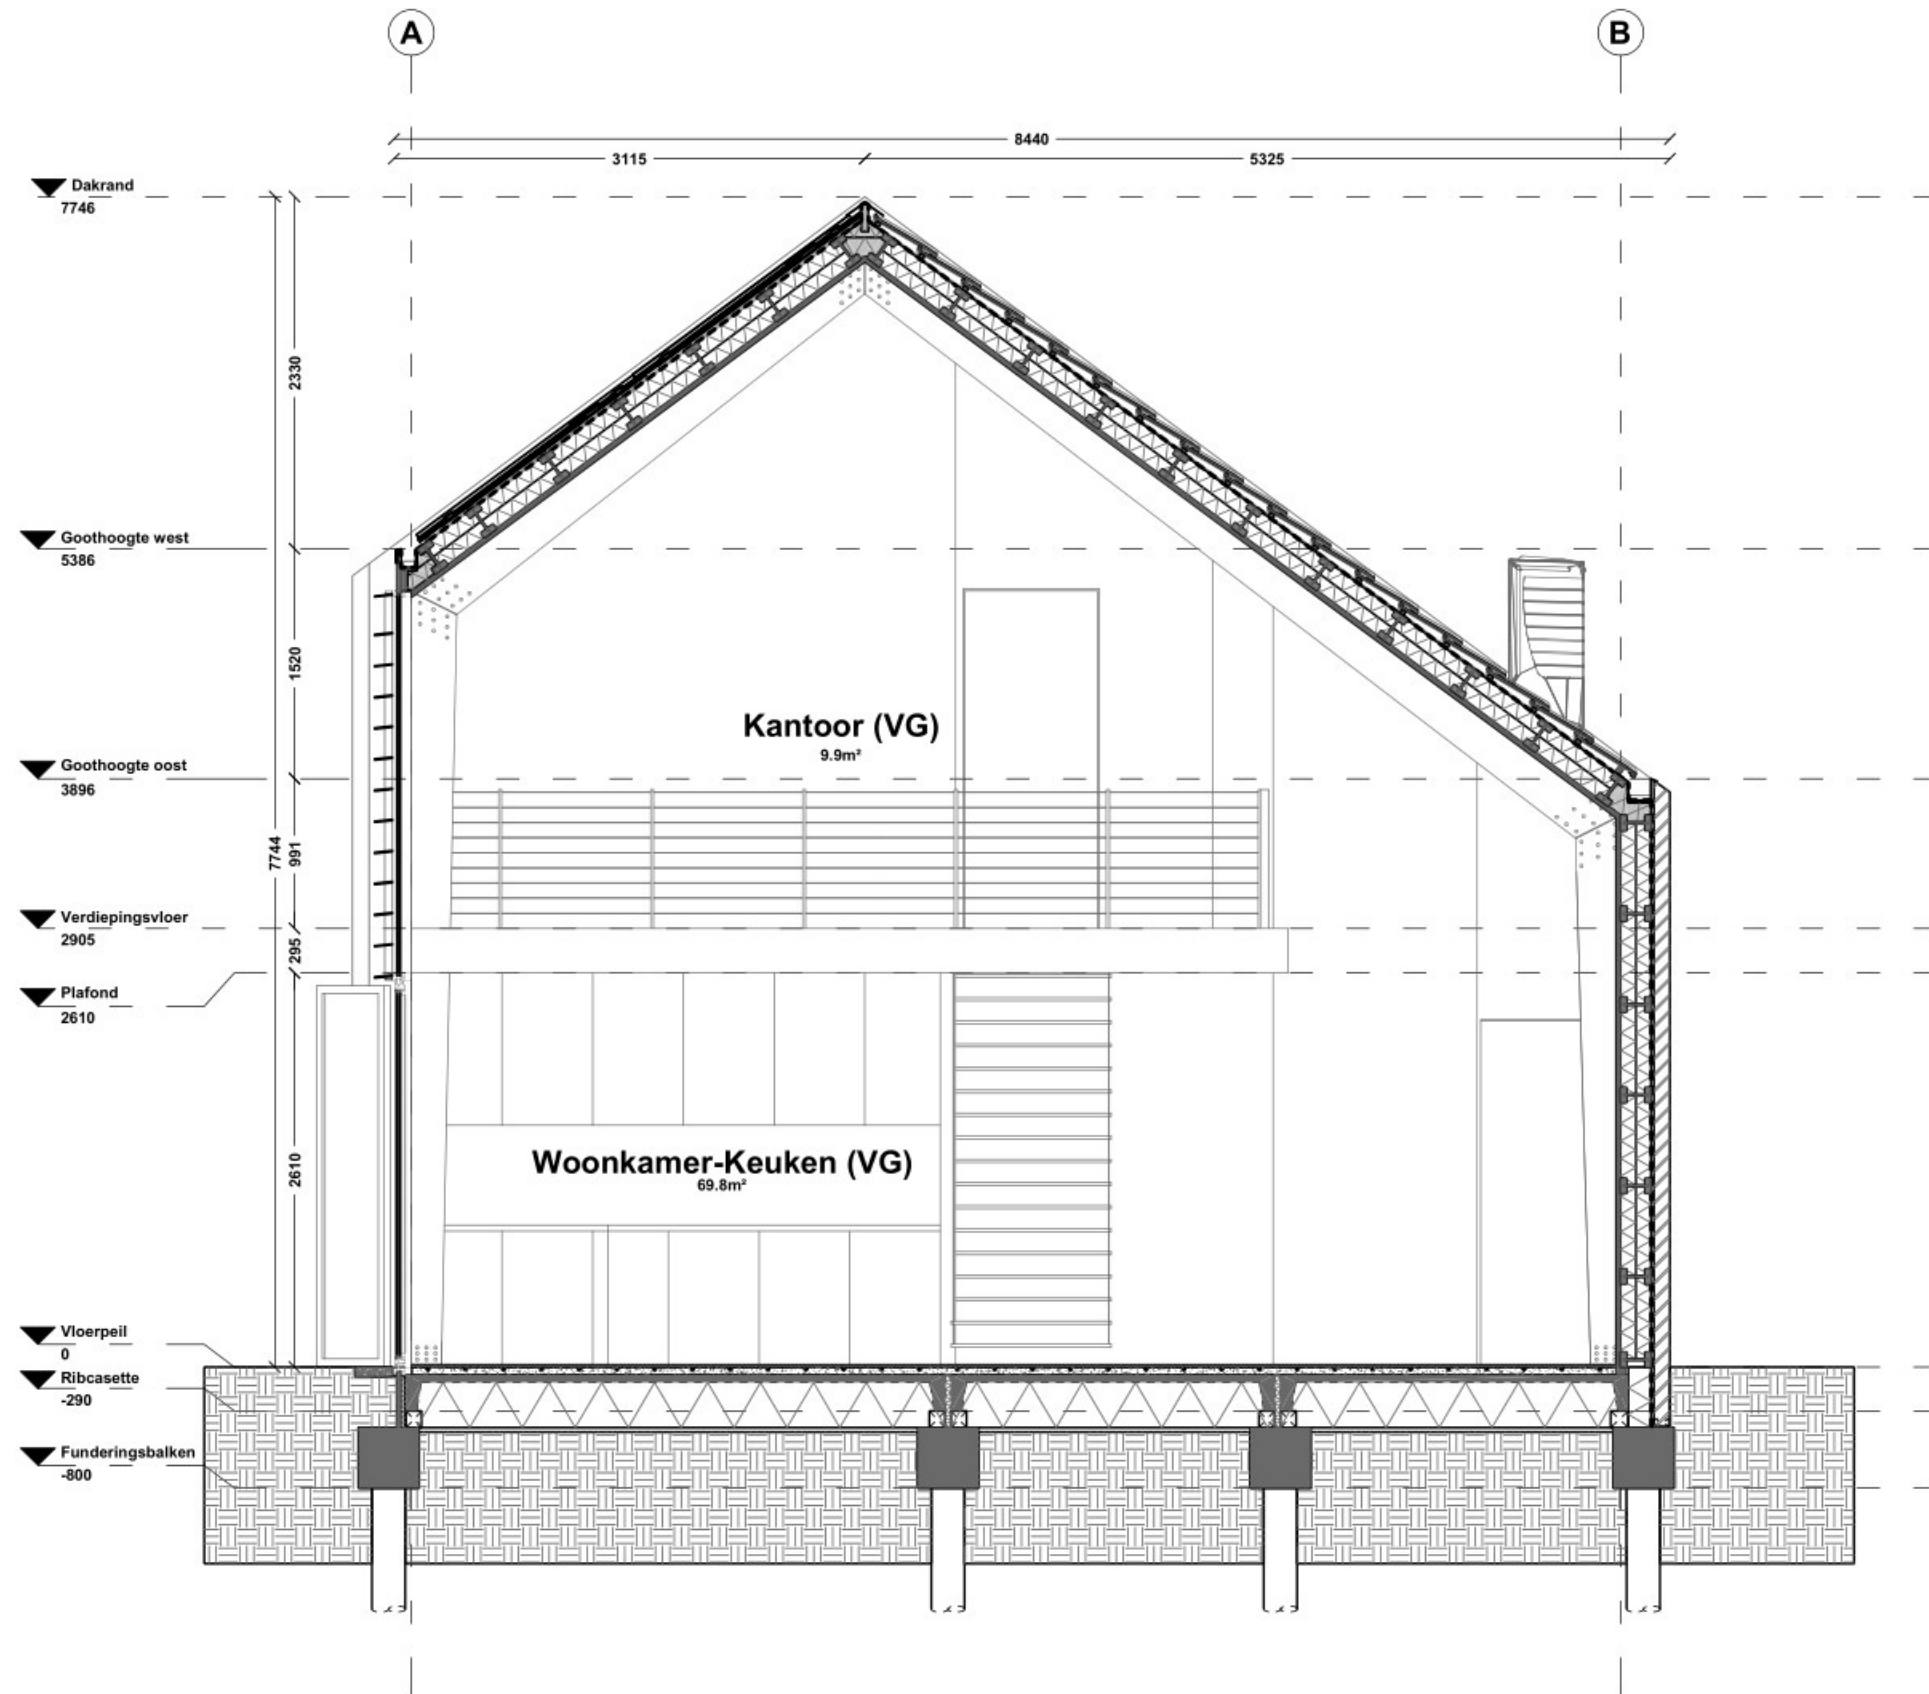 A
B
8440
3115
5325
Dakrand
7746
2330
Goothoogte west
5386
1520
Kantoor (VG)
9.9m²
Goothoogte oost
3896
7744
991
Verdiepingsvloer
2905
295
Plafond
2610
2610
Woonkamer-Keuken (VG)
69.8m²
Vloerpeil
0
Ribcasette
-290
Funderingsbalken
-800